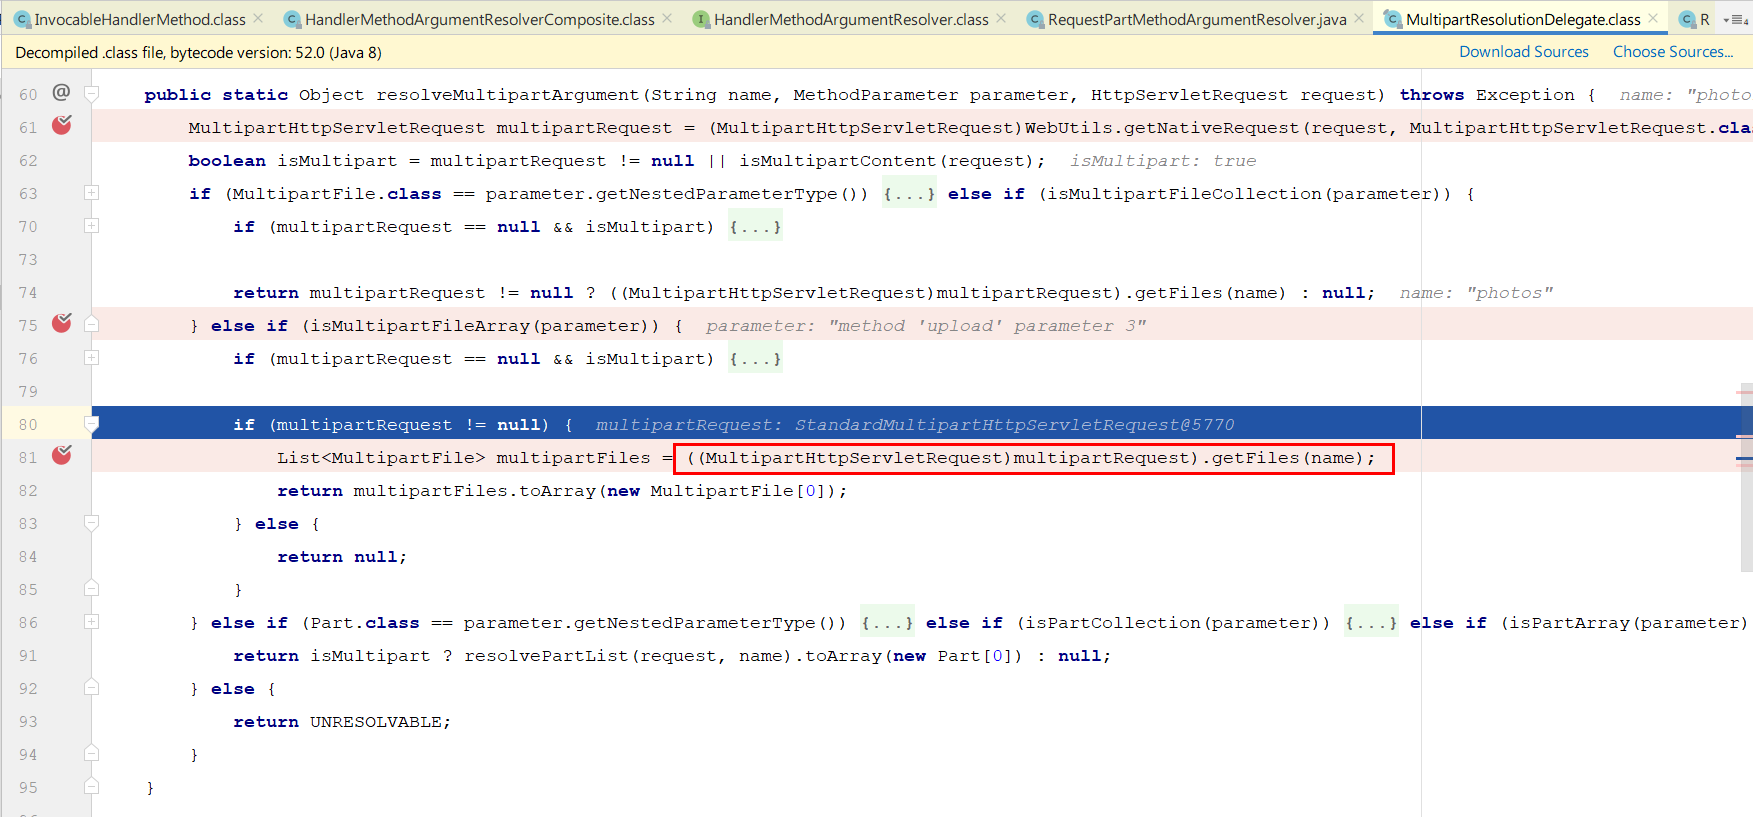 InvocableHandlerMethod.class HandlerMethodArgumentResolverComposite.class HandlerMethodArgumentResolver.class RequestPartMethodArgumentResolver.java MultipartResolutionDelegate.class R
Decompiled .class file, bytecode version: 52.0 (Java 8) Download Sources Choose Sources...
60 @ public static Object resolveMultipartArgument(String name, MethodParameter parameter, HttpServletRequest request) throws Exception { name: "photo
61 MultipartHttpServletRequest multipartRequest = (MultipartHttpServletRequest)WebUtils.getNativeRequest(request, MultipartHttpServletRequest.clas
62 boolean isMultipart = multipartRequest != null || isMultipartContent(request); isMultipart: true
63 if (MultipartFile.class == parameter.getNestedParameterType()) {...} else if (isMultipartFileCollection(parameter)) {
70 if (multipartRequest == null && isMultipart) {...}
73
74 return multipartRequest != null ? ((MultipartHttpServletRequest)multipartRequest).getFiles(name) : null; name: "photos"
75 } else if (isMultipartFileArray(parameter)) { parameter: "method 'upload' parameter 3"
76 if (multipartRequest == null && isMultipart) {...}
79
80 if (multipartRequest != null) { multipartRequest: StandardMultipartHttpServletRequest@5770
81 List<MultipartFile> multipartFiles = ((MultipartHttpServletRequest)multipartRequest).getFiles(name);
82 return multipartFiles.toArray(new MultipartFile[0]);
83 } else {
84 return null;
85 }
86 } else if (Part.class == parameter.getNestedParameterType()) {...} else if (isPartCollection(parameter)) {...} else if (isPartArray(parameter)
91 return isMultipart ? resolvePartList(request, name).toArray(new Part[0]) : null;
92 } else {
93 return UNRESOLVABLE;
94 }
95 }